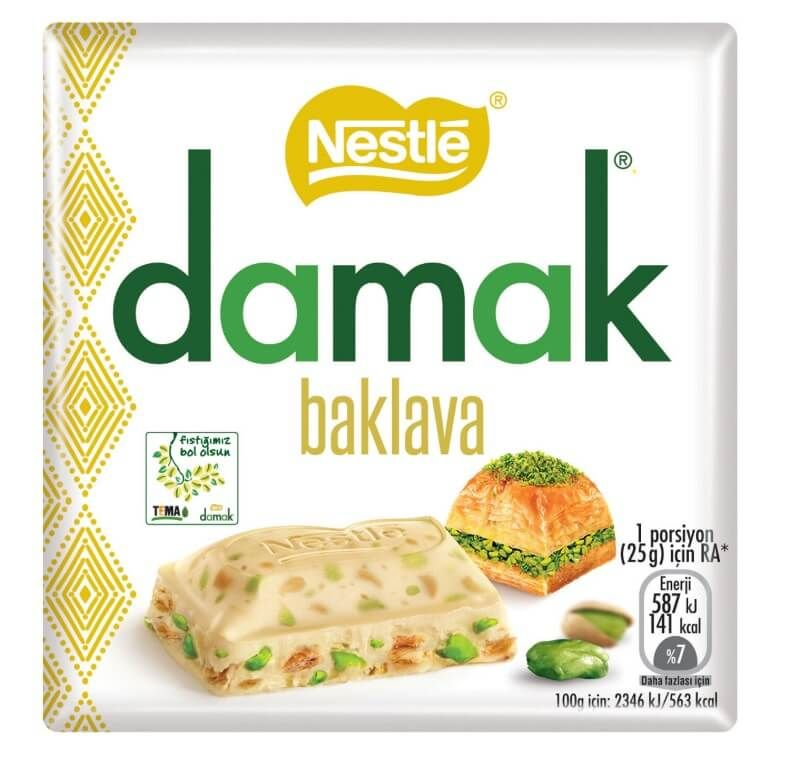 Nestlé®
damak®
baklava
fıstığımız
bol olsun
TEMA
damak
Nestlé
1 porsiyon
(25g) için RA*
Enerji
587 kJ
141 kcal
%7
Daha fazlası için
100g için: 2346 kJ/563 kcal